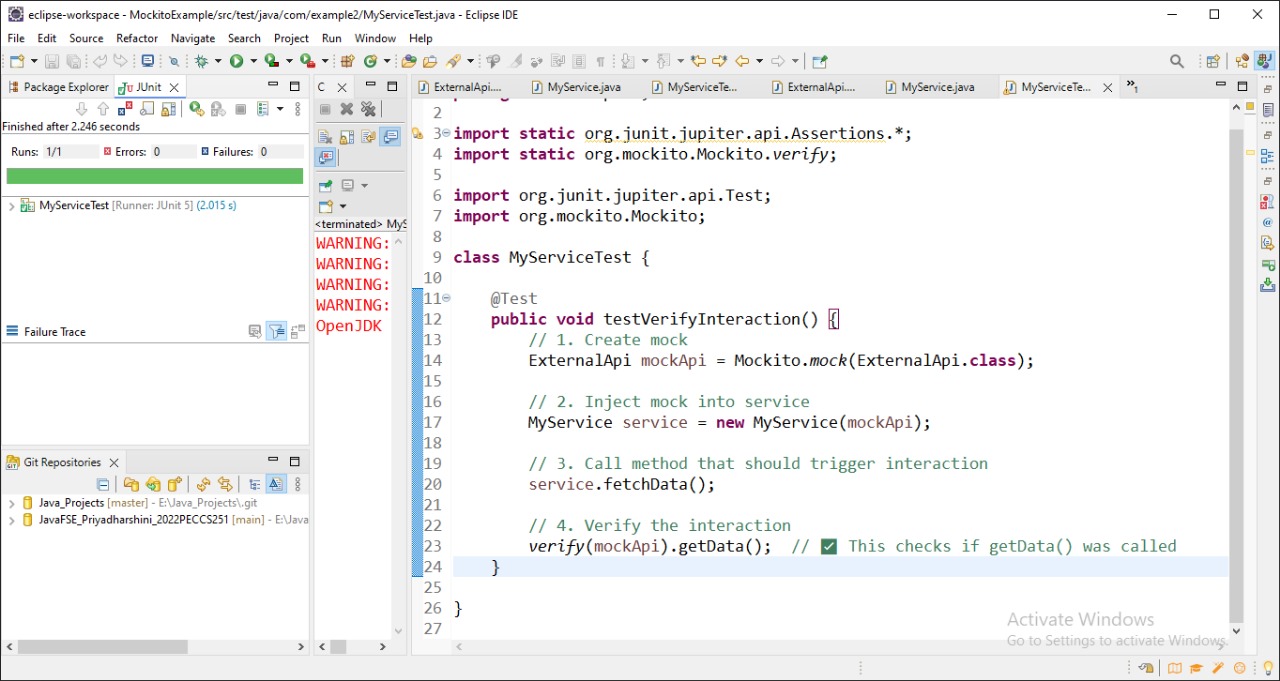 eclipse-workspace - MockitoExample/src/test/java/com/example2/MyServiceTest.java - Eclipse IDE
File Edit Source Refactor Navigate Search Project Run Window Help
Package Explorer JUnit
Finished after 2.246 seconds
Runs: 1/1 Errors: 0 Failures: 0
MyServiceTest [Runner: JUnit 5] (2.015 s)
Failure Trace
Git Repositories
Java_Projects [master] - E:\Java_Projects\.git
JavaFSE_Priyadharshini_2022PECCS251 [main] - E:\Java
C
<terminated> MyS
WARNING:
WARNING:
WARNING:
WARNING:
OpenJDK
ExternalApi.... MyService.java MyServiceTe... ExternalApi.... MyService.java MyServiceTe... »1
2
3 import static org.junit.jupiter.api.Assertions.*;
4 import static org.mockito.Mockito.verify;
5
6 import org.junit.jupiter.api.Test;
7 import org.mockito.Mockito;
8
9 class MyServiceTest {
10
11 @Test
12 public void testVerifyInteraction() {
13 // 1. Create mock
14 ExternalApi mockApi = Mockito.mock(ExternalApi.class);
15
16 // 2. Inject mock into service
17 MyService service = new MyService(mockApi);
18
19 // 3. Call method that should trigger interaction
20 service.fetchData();
21
22 // 4. Verify the interaction
23 verify(mockApi).getData(); // ✅ This checks if getData() was called
24 }
25
26 }
27
Activate Windows
Go to Settings to activate Windows.